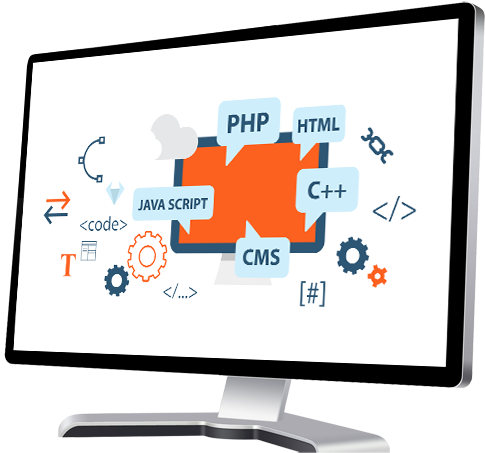 PHP
HTML
C++
JAVA SCRIPT
</>
<code>
CMS
T
</...>
[#]